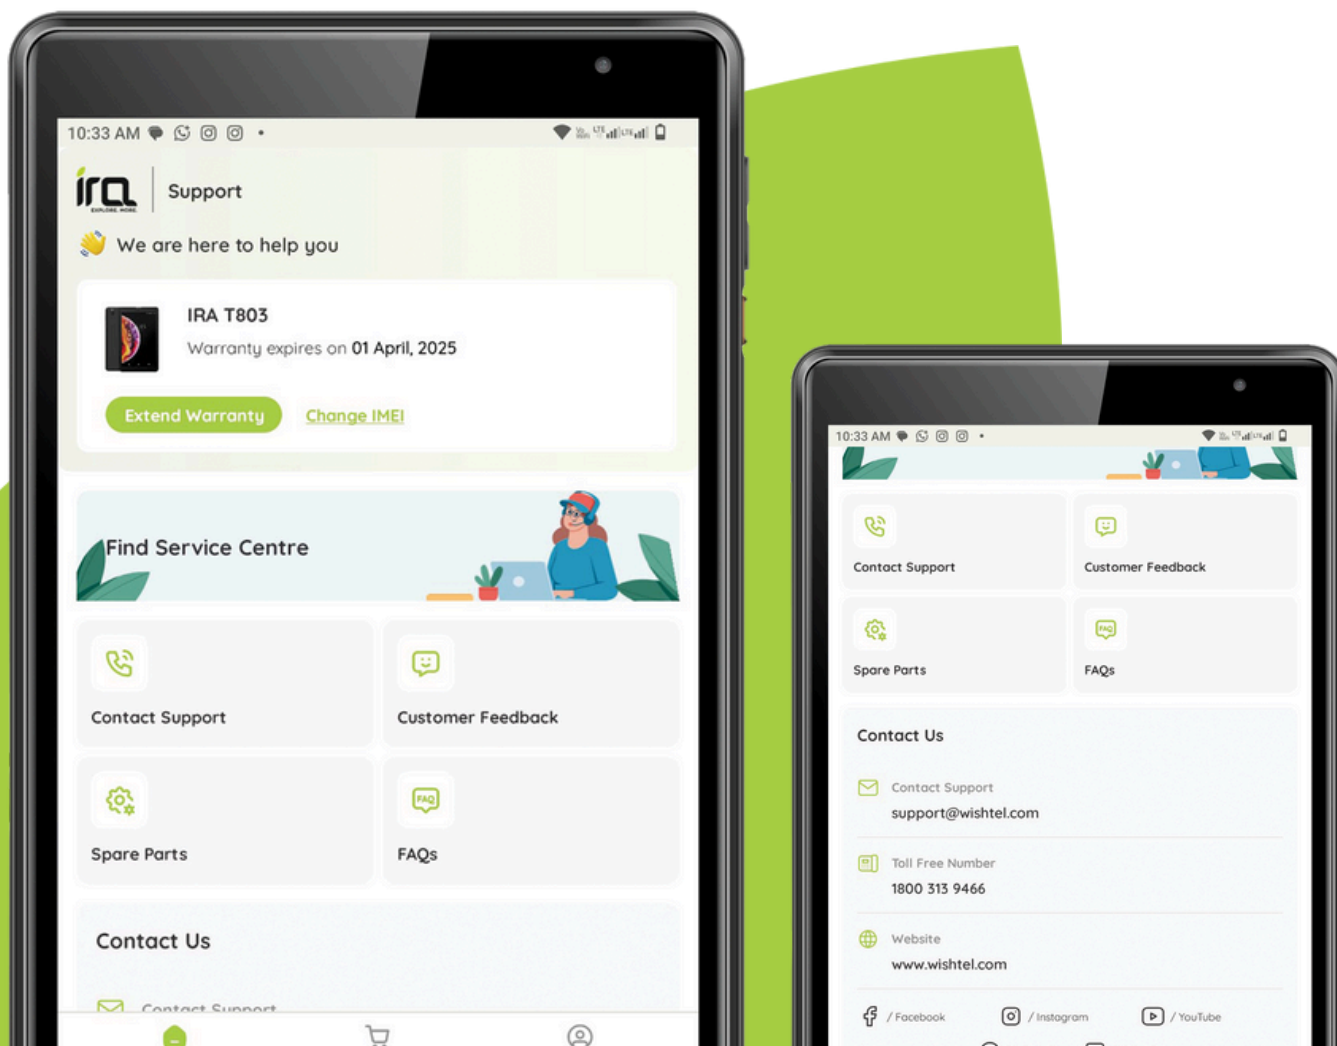 10:33 AM
ira
EXPLORE. MORE.
Support
We are here to help you
IRA T803
Warranty expires on 01 April, 2025
Extend Warranty
Change IMEI
Find Service Centre
Contact Support
Customer Feedback
Spare Parts
FAQ
FAQs
Contact Us
Contact Support
10:33 AM
Contact Support
Customer Feedback
Spare Parts
FAQ
FAQs
Contact Us
Contact Support
support@wishtel.com
Toll Free Number
1800 313 9466
Website
www.wishtel.com
/ Facebook
/ Instagram
/ YouTube